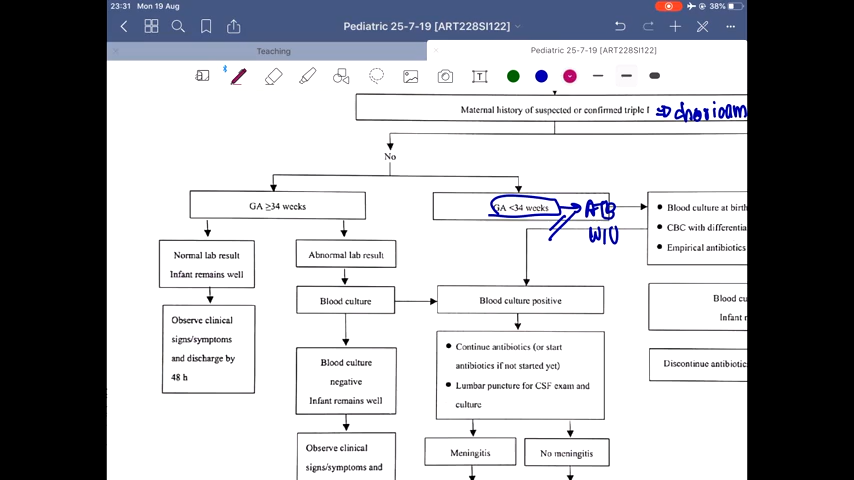 23:31 Mon 19 Aug
38%
Pediatric 25-7-19 [ART228SI122]
Teaching
Pediatric 25-7-19 [ART228SI122]
Maternal history of suspected or confirmed triple I
No
GA ≥34 weeks
GA <34 weeks
ATB
W/U
Blood culture at birth
CBC with differentia
Empirical antibiotics
Normal lab result
Infant remains well
Abnormal lab result
Observe clinical
signs/symptoms
and discharge by
48 h
Blood culture
Blood culture positive
Blood cu
Infant r
Blood culture
negative
Infant remains well
Continue antibiotics (or start
antibiotics if not started yet)
Lumbar puncture for CSF exam and
culture
Discontinue antibiotic
Observe clinical
signs/symptoms and
Meningitis
No meningitis